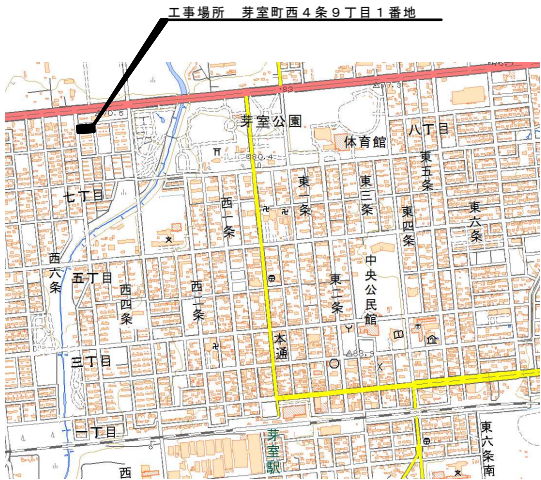 工事場所　芽室町西４条９丁目１番地
芽室公園
体育館
八丁目
東五条
七丁目
西一条
東一条
東三条
東四条
東六条
西六条
五丁目
西四条
西二条
東二条
中央公民館
本通
三丁目
一丁目
芽室駅
東六条南
西